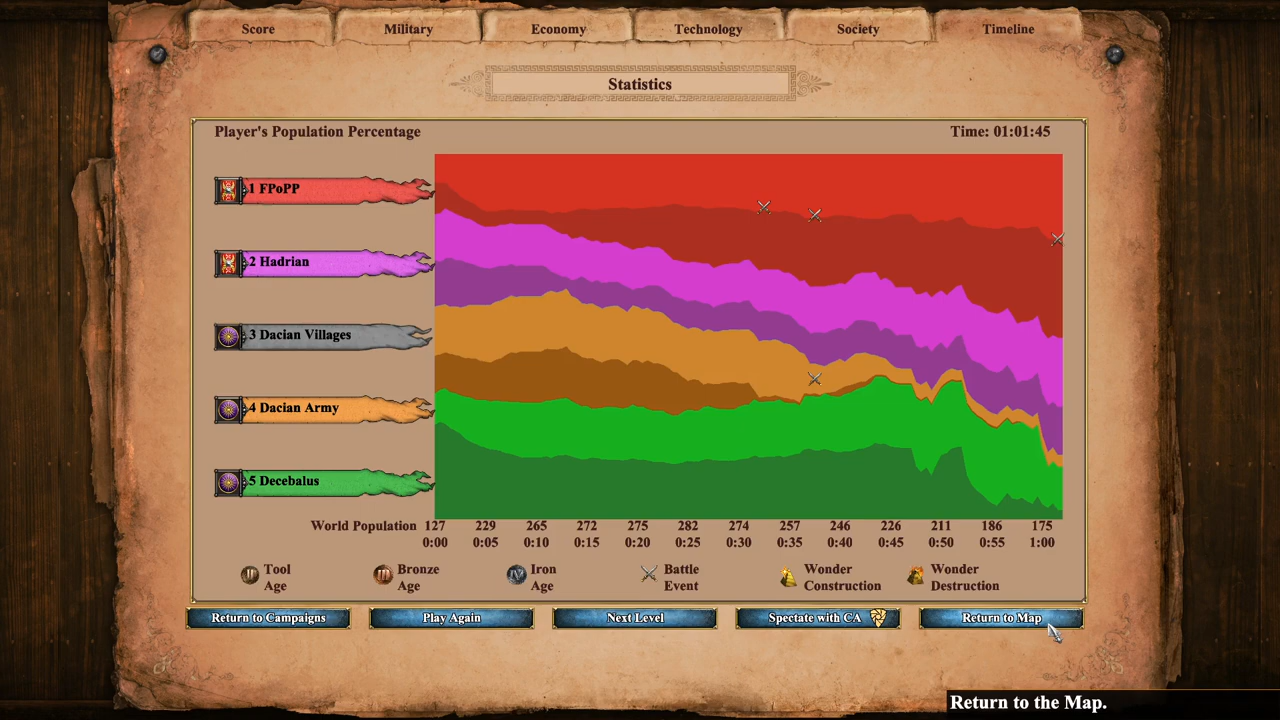 Score Military Economy Technology Society Timeline
Statistics
Player's Population Percentage Time: 01:01:45
1 FPoPP
2 Hadrian
3 Dacian Villages
4 Dacian Army
5 Decebalus
World Population 127 229 265 272 275 282 274 257 246 226 211 186 175
0:00 0:05 0:10 0:15 0:20 0:25 0:30 0:35 0:40 0:45 0:50 0:55 1:00
Tool Bronze Iron Battle Wonder Wonder
Age Age Age Event Construction Destruction
Return to Campaigns Play Again Next Level Spectate with CA Return to Map
Return to the Map.